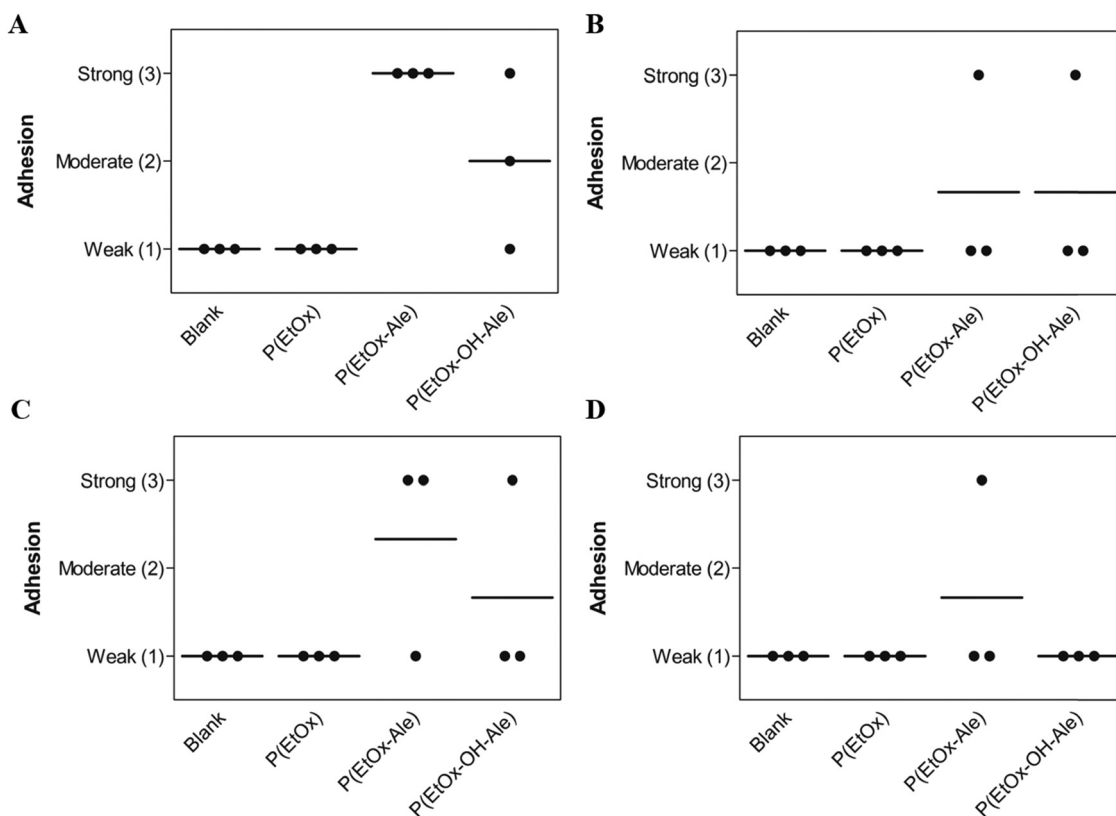 A
Adhesion
Strong (3)
Moderate (2)
Weak (1)
Blank
P(EtOx)
P(EtOx-Ale)
P(EtOx-OH-Ale)
B
Adhesion
Strong (3)
Moderate (2)
Weak (1)
Blank
P(EtOx)
P(EtOx-Ale)
P(EtOx-OH-Ale)
C
Adhesion
Strong (3)
Moderate (2)
Weak (1)
Blank
P(EtOx)
P(EtOx-Ale)
P(EtOx-OH-Ale)
D
Adhesion
Strong (3)
Moderate (2)
Weak (1)
Blank
P(EtOx)
P(EtOx-Ale)
P(EtOx-OH-Ale)